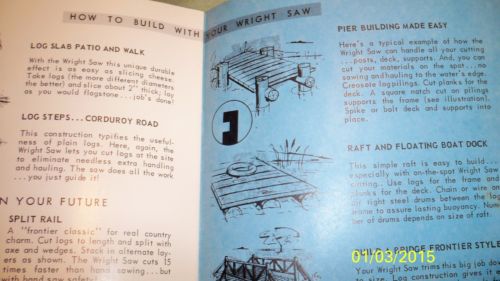 HOW TO BUILD WITH YOUR WRIGHT SAW
LOG SLAB PATIO AND WALK
With the Wright Saw this unique durable
effect is as easy as slicing cheese.
Take logs (the more different diameters
the better) and slice about 2" thick, lay
as you would flagstone...job's done!
LOG STEPS...CORDUROY ROAD
This construction typifies the useful-
ness of plain logs. Here, again, the
Wright Saw lets you cut logs at the site
to eliminate needless extra handling
and hauling. The saw does all the work
...you just guide it!
N YOUR FUTURE
SPLIT RAIL
A "frontier classic" for real country
charm. Cut logs to length and split with
axe and wedges. Stack in alternate lay-
ers as shown. The Wright Saw cuts 15
times faster than hand sawing...but
with hand saw safety!
PIER BUILDING MADE EASY
Here's a typical example of how the
Wright Saw can handle all your cutting
...posts, deck, supports. And, you can
cut your materials on the spot...no
sawing and hauling to the water's edge.
Creosote log pilings. Cut planks for the
deck. A square notch cut on pilings
supports the frame (see illustration).
Spike or bolt deck and supports into
place.
RAFT AND FLOATING BOAT DOCK
This simple raft is easy to build...
especially with on-the-spot Wright Saw
cutting. Use logs for the frame and
planks for the deck. Chain or wire on
air tight steel drums between the log
frame to assure lasting buoyancy. Number
of drums depends on size of raft.
BRIDGE FRONTIER STYLE
Your Wright Saw trims this big job down
to size. Log construction gives it
01/03/2015